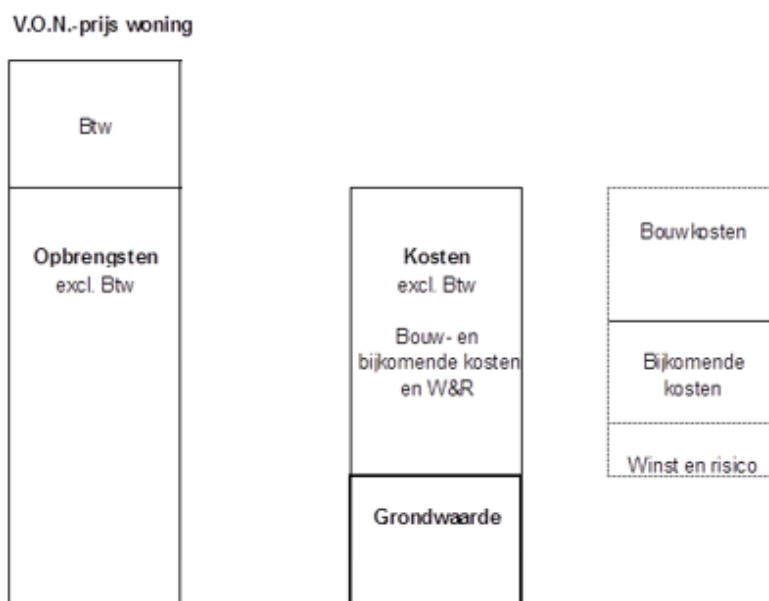 V.O.N.-prijs woning
Btw
Opbrengsten
excl. Btw
Kosten
excl. Btw
Bouw- en
bijkomende kosten
en W&R
Grondwaarde
Bouwkosten
Bijkomende
kosten
Winst en risico